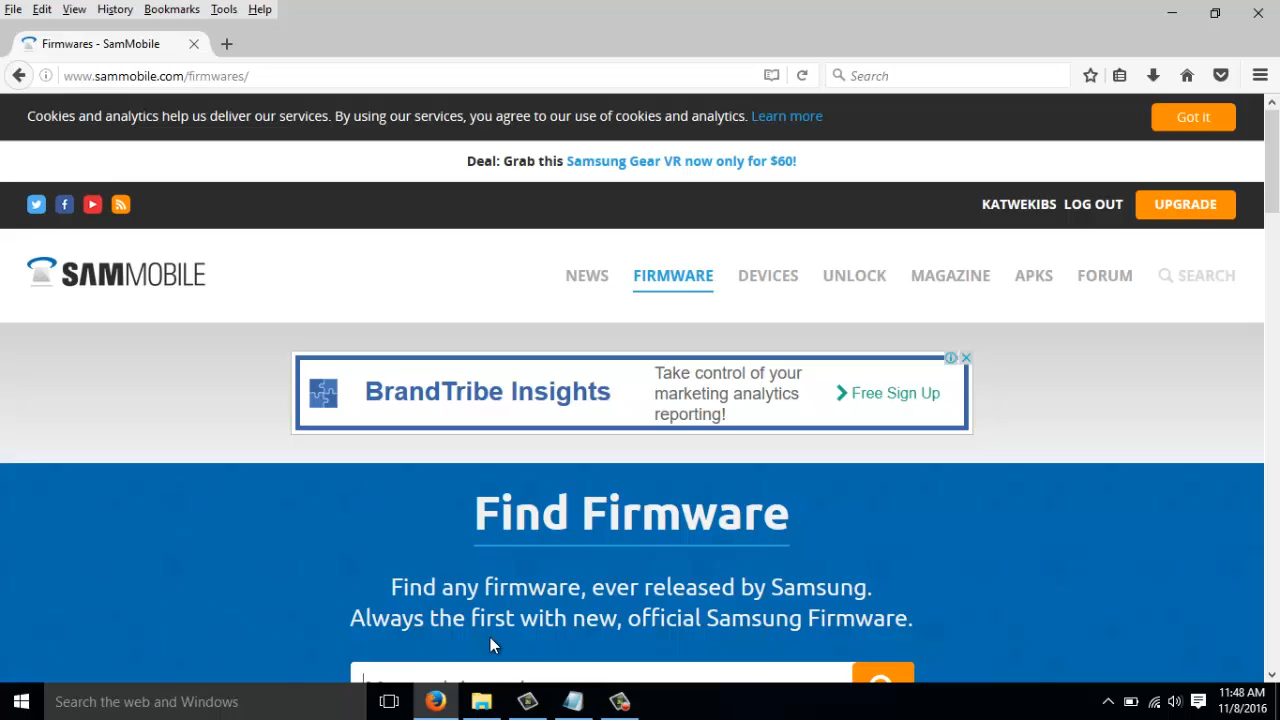 File Edit View History Bookmarks Tools Help
Firmwares - SamMobile
www.sammobile.com/firmwares/
Search
Cookies and analytics help us deliver our services. By using our services, you agree to our use of cookies and analytics. Learn more
Got it
Deal: Grab this Samsung Gear VR now only for $60!
KATWEKIBS LOG OUT UPGRADE
SAMMOBILE
NEWS FIRMWARE DEVICES UNLOCK MAGAZINE APKS FORUM SEARCH
BrandTribe Insights
Take control of your
marketing analytics
reporting!
Free Sign Up
Find Firmware
Find any firmware, ever released by Samsung.
Always the first with new, official Samsung Firmware.
Search the web and Windows
11:48 AM
11/8/2016